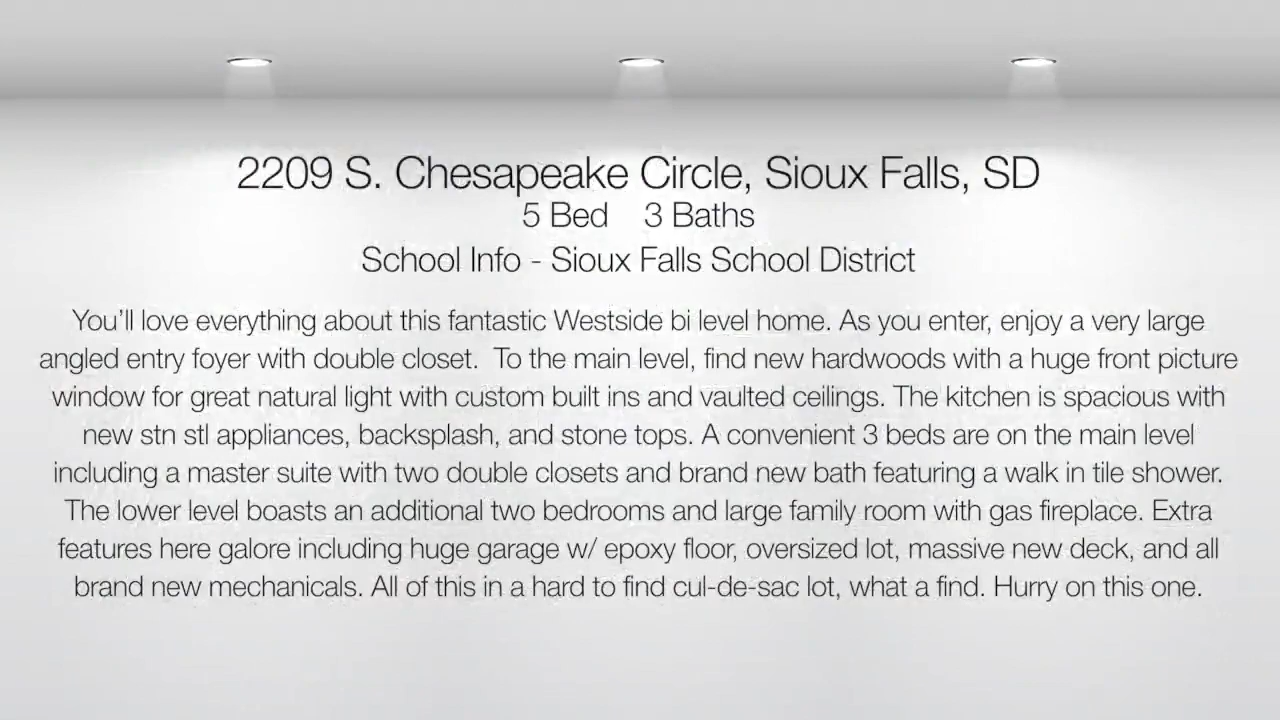 2209 S. Chesapeake Circle, Sioux Falls, SD
5 Bed    3 Baths
School Info - Sioux Falls School District
You'll love everything about this fantastic Westside bi level home. As you enter, enjoy a very large
angled entry foyer with double closet.  To the main level, find new hardwoods with a huge front picture
window for great natural light with custom built ins and vaulted ceilings. The kitchen is spacious with
new stn stl appliances, backsplash, and stone tops. A convenient 3 beds are on the main level
including a master suite with two double closets and brand new bath featuring a walk in tile shower.
The lower level boasts an additional two bedrooms and large family room with gas fireplace. Extra
features here galore including huge garage w/ epoxy floor, oversized lot, massive new deck, and all
brand new mechanicals. All of this in a hard to find cul-de-sac lot, what a find. Hurry on this one.